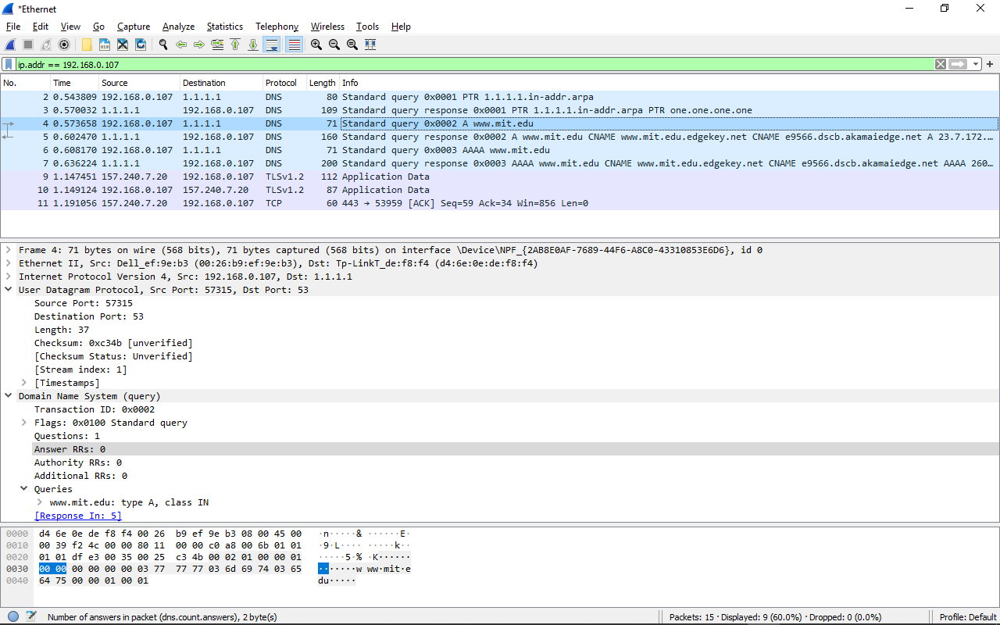 *Ethernet
File Edit View Go Capture Analyze Statistics Telephony Wireless Tools Help
ip.addr == 192.168.0.107
No. Time Source Destination Protocol Length Info
2 0.543809 192.168.0.107 1.1.1.1 DNS 80 Standard query 0x0001 PTR 1.1.1.1.in-addr.arpa
3 0.570032 1.1.1.1 192.168.0.107 DNS 109 Standard query response 0x0001 PTR 1.1.1.1.in-addr.arpa PTR one.one.one.one
4 0.573658 192.168.0.107 1.1.1.1 DNS 71 Standard query 0x0002 A www.mit.edu
5 0.602470 1.1.1.1 192.168.0.107 DNS 160 Standard query response 0x0002 A www.mit.edu CNAME www.mit.edu.edgekey.net CNAME e9566.dscb.akamaiedge.net A 23.7.172.…
6 0.608170 192.168.0.107 1.1.1.1 DNS 71 Standard query 0x0003 AAAA www.mit.edu
7 0.636224 1.1.1.1 192.168.0.107 DNS 200 Standard query response 0x0003 AAAA www.mit.edu CNAME www.mit.edu.edgekey.net CNAME e9566.dscb.akamaiedge.net AAAA 260…
9 1.147451 157.240.7.20 192.168.0.107 TLSv1.2 112 Application Data
10 1.149124 192.168.0.107 157.240.7.20 TLSv1.2 87 Application Data
11 1.191056 157.240.7.20 192.168.0.107 TCP 60 443 → 53959 [ACK] Seq=59 Ack=34 Win=856 Len=0
Frame 4: 71 bytes on wire (568 bits), 71 bytes captured (568 bits) on interface \Device\NPF_{2AB8E0AF-7689-44F6-A8C0-43310853E6D6}, id 0
Ethernet II, Src: Dell_ef:9e:b3 (00:26:b9:ef:9e:b3), Dst: Tp-LinkT_de:f8:f4 (d4:6e:0e:de:f8:f4)
Internet Protocol Version 4, Src: 192.168.0.107, Dst: 1.1.1.1
User Datagram Protocol, Src Port: 57315, Dst Port: 53
Source Port: 57315
Destination Port: 53
Length: 37
Checksum: 0xc34b [unverified]
[Checksum Status: Unverified]
[Stream index: 1]
[Timestamps]
Domain Name System (query)
Transaction ID: 0x0002
Flags: 0x0100 Standard query
Questions: 1
Answer RRs: 0
Authority RRs: 0
Additional RRs: 0
Queries
www.mit.edu: type A, class IN
[Response In: 5]
0000 d4 6e 0e de f8 f4 00 26 b9 ef 9e b3 08 00 45 00 ·n·····& ······E·
0010 00 39 f2 4c 00 00 80 11 00 00 c0 a8 00 6b 01 01 ·9·L···· ·····k··
0020 01 01 df e3 00 35 00 25 c3 4b 00 02 01 00 00 01 ·····5·% ·K······
0030 00 00 00 00 00 00 03 77 77 77 03 6d 69 74 03 65 ·······w ww·mit·e
0040 64 75 00 00 01 00 01 du·····
Number of answers in packet (dns.count.answers), 2 byte(s) Packets: 15 · Displayed: 9 (60.0%) · Dropped: 0 (0.0%) Profile: Default